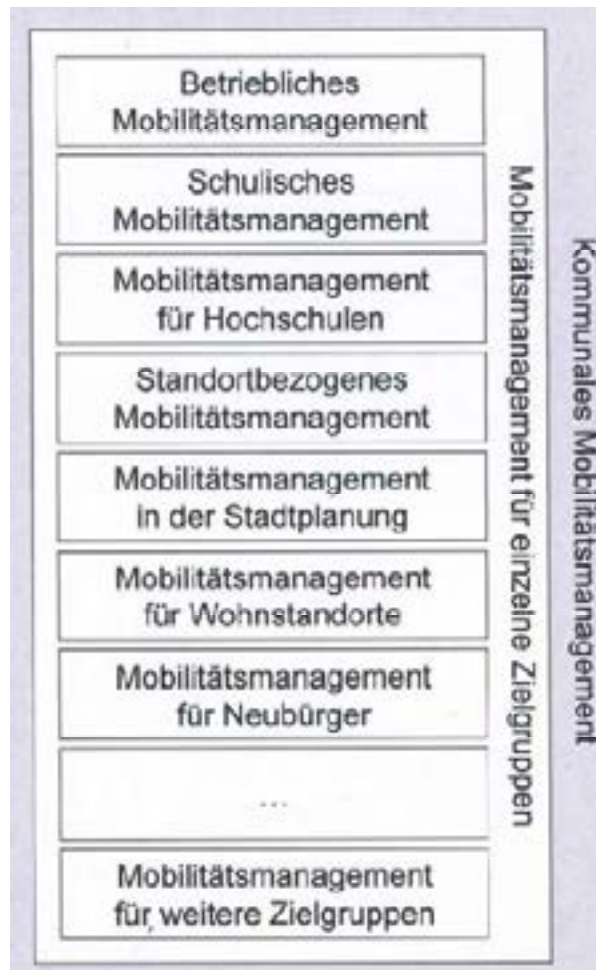 Betriebliches
Mobilitätsmanagement
Schulisches
Mobilitätsmanagement
Mobilitätsmanagement
für Hochschulen
Standortbezogenes
Mobilitätsmanagement
Mobilitätsmanagement
in der Stadtplanung
Mobilitätsmanagement
für Wohnstandorte
Mobilitätsmanagement
für Neubürger
...
Mobilitätsmanagement
für weitere Zielgruppen
Mobilitätsmanagement für einzelne Zielgruppen
Kommunales Mobilitätsmanagement